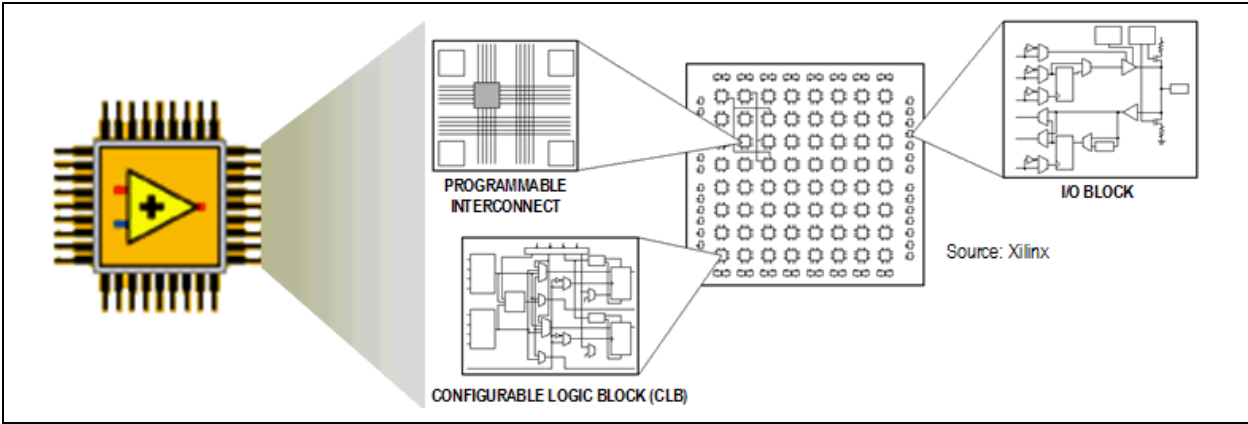 PROGRAMMABLE
INTERCONNECT
I/O BLOCK
Source: Xilinx
CONFIGURABLE LOGIC BLOCK (CLB)